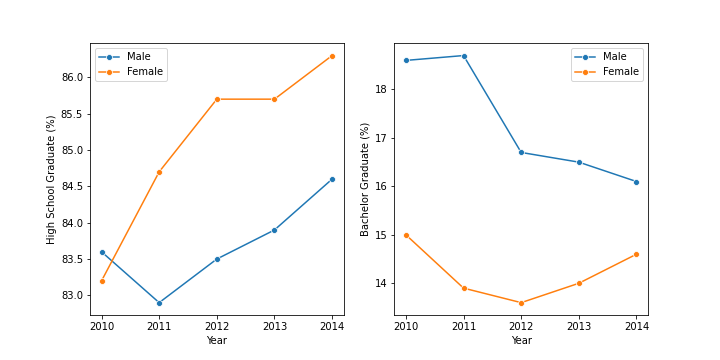 Male
Female
High School Graduate (%)
86.0
85.5
85.0
84.5
84.0
83.5
83.0
2010 2011 2012 2013 2014
Year
Male
Female
Bachelor Graduate (%)
18
17
16
15
14
2010 2011 2012 2013 2014
Year